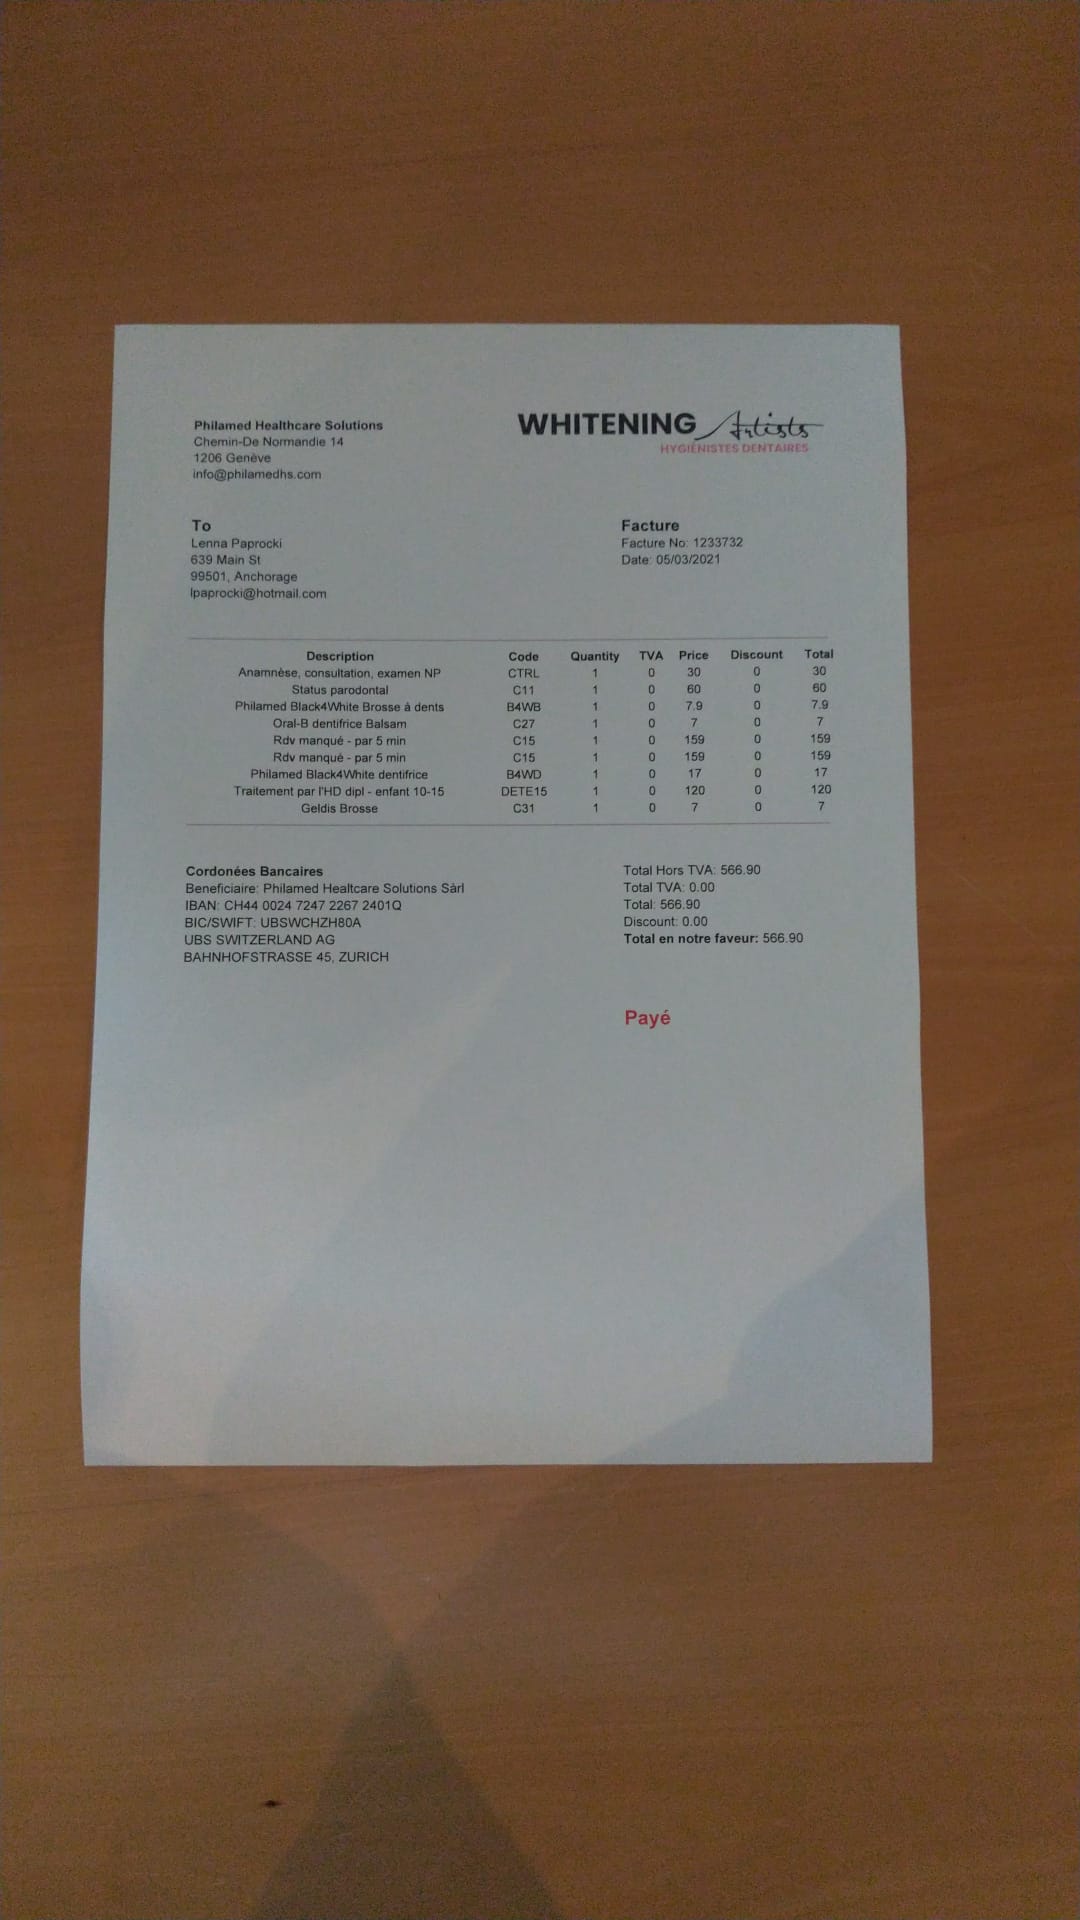 Philamed Healthcare Solutions
Chemin-De Normandie 14
1206 Genève
info@philamedhs.com
WHITENING Artists
HYGIÉNISTES DENTAIRES
To
Lenna Paprocki
639 Main St
99501, Anchorage
lpaprocki@hotmail.com
Facture
Facture No: 1233732
Date: 05/03/2021
Description Code Quantity TVA Price Discount Total
Anamnèse, consultation, examen NP CTRL 1 0 30 0 30
Status parodontal C11 1 0 60 0 60
Philamed Black4White Brosse à dents B4WB 1 0 7.9 0 7.9
Oral-B dentifrice Balsam C27 1 0 7 0 7
Rdv manqué - par 5 min C15 1 0 159 0 159
Rdv manqué - par 5 min C15 1 0 159 0 159
Philamed Black4White dentifrice B4WD 1 0 17 0 17
Traitement par l'HD dipl - enfant 10-15 DETE15 1 0 120 0 120
Geldis Brosse C31 1 0 7 0 7
Cordonées Bancaires
Beneficiaire: Philamed Healtcare Solutions Sàrl
IBAN: CH44 0024 7247 2267 2401Q
BIC/SWIFT: UBSWCHZH80A
UBS SWITZERLAND AG
BAHNHOFSTRASSE 45, ZURICH
Total Hors TVA: 566.90
Total TVA: 0.00
Total: 566.90
Discount: 0.00
Total en notre faveur: 566.90
Payé